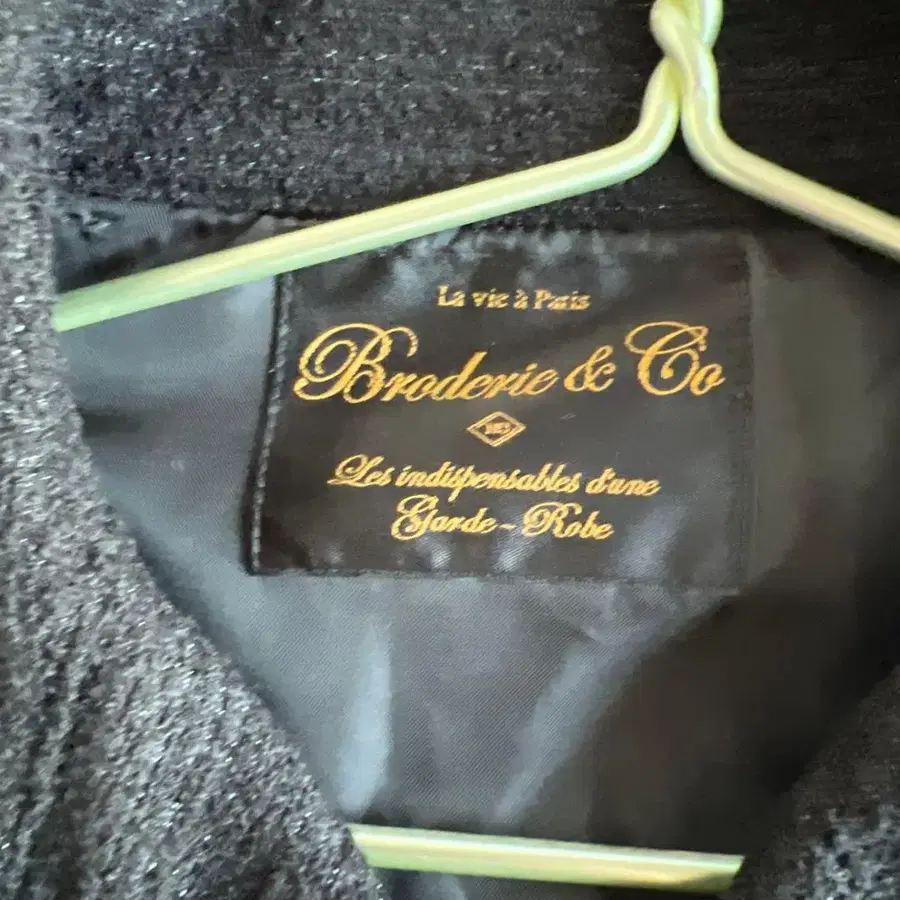 La vie à Paris
Broderie & Co
Les indispensables d'une
Garde-Robe